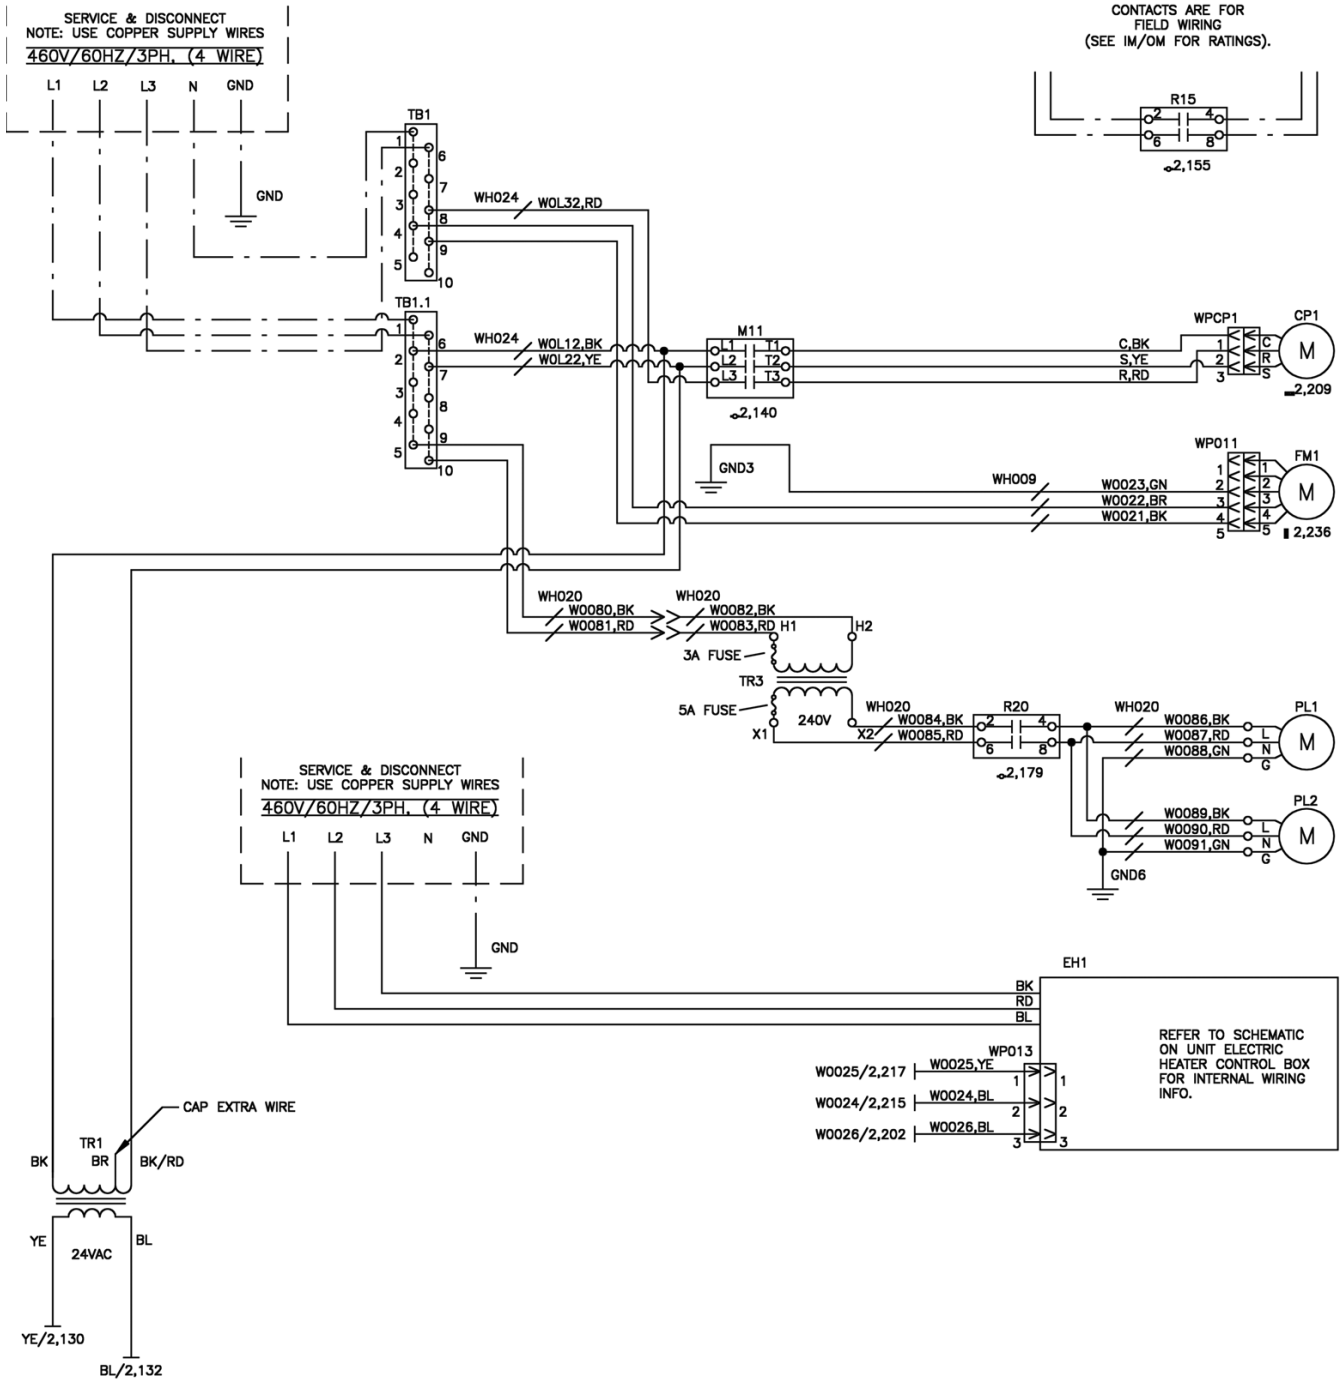 SERVICE & DISCONNECT
NOTE: USE COPPER SUPPLY WIRES
460V/60HZ/3PH, (4 WIRE)
L1 L2 L3 N GND
GND
CONTACTS ARE FOR
FIELD WIRING
(SEE IM/OM FOR RATINGS).
R15
2 4
6 8
2,155
TB1
1 6
2 7
3 8
4 9
5 10
WH024 W0L32,RD
TB1.1
1 6
2 7
3 8
4 9
5 10
WH024 W0L12,BK
W0L22,YE
M11
L1 T1
L2 T2
L3 T3
2,140
C,BK
S,YE
R,RD
WPCP1
1 C
2 R
3 S
CP1
M
2,209
GND3
WH009
W0023,GN
W0022,BR
W0021,BK
WP011
1 1
2 2
3 3
4 4
5 5
FM1
M
2,236
WH020 WH020
W0080,BK W0082,BK
W0081,RD W0083,RD H1 H2
3A FUSE
TR3
5A FUSE
240V
X1 X2
WH020
W0084,BK
W0085,RD
R20
2 4
6 8
2,179
WH020
W0086,BK
W0087,RD L
W0088,GN N
G
PL1
M
PL2
M
W0089,BK
W0090,RD L
W0091,GN N
G
GND6
SERVICE & DISCONNECT
NOTE: USE COPPER SUPPLY WIRES
460V/60HZ/3PH, (4 WIRE)
L1 L2 L3 N GND
GND
EH1
BK
RD
BL
REFER TO SCHEMATIC
ON UNIT ELECTRIC
HEATER CONTROL BOX
FOR INTERNAL WIRING
INFO.
WP013
W0025/2,217 W0025,YE 1 1
W0024/2,215 W0024,BL 2 2
W0026/2,202 W0026,BL 3 3
CAP EXTRA WIRE
TR1
BK BR BK/RD
YE BL
24VAC
YE/2,130
BL/2,132